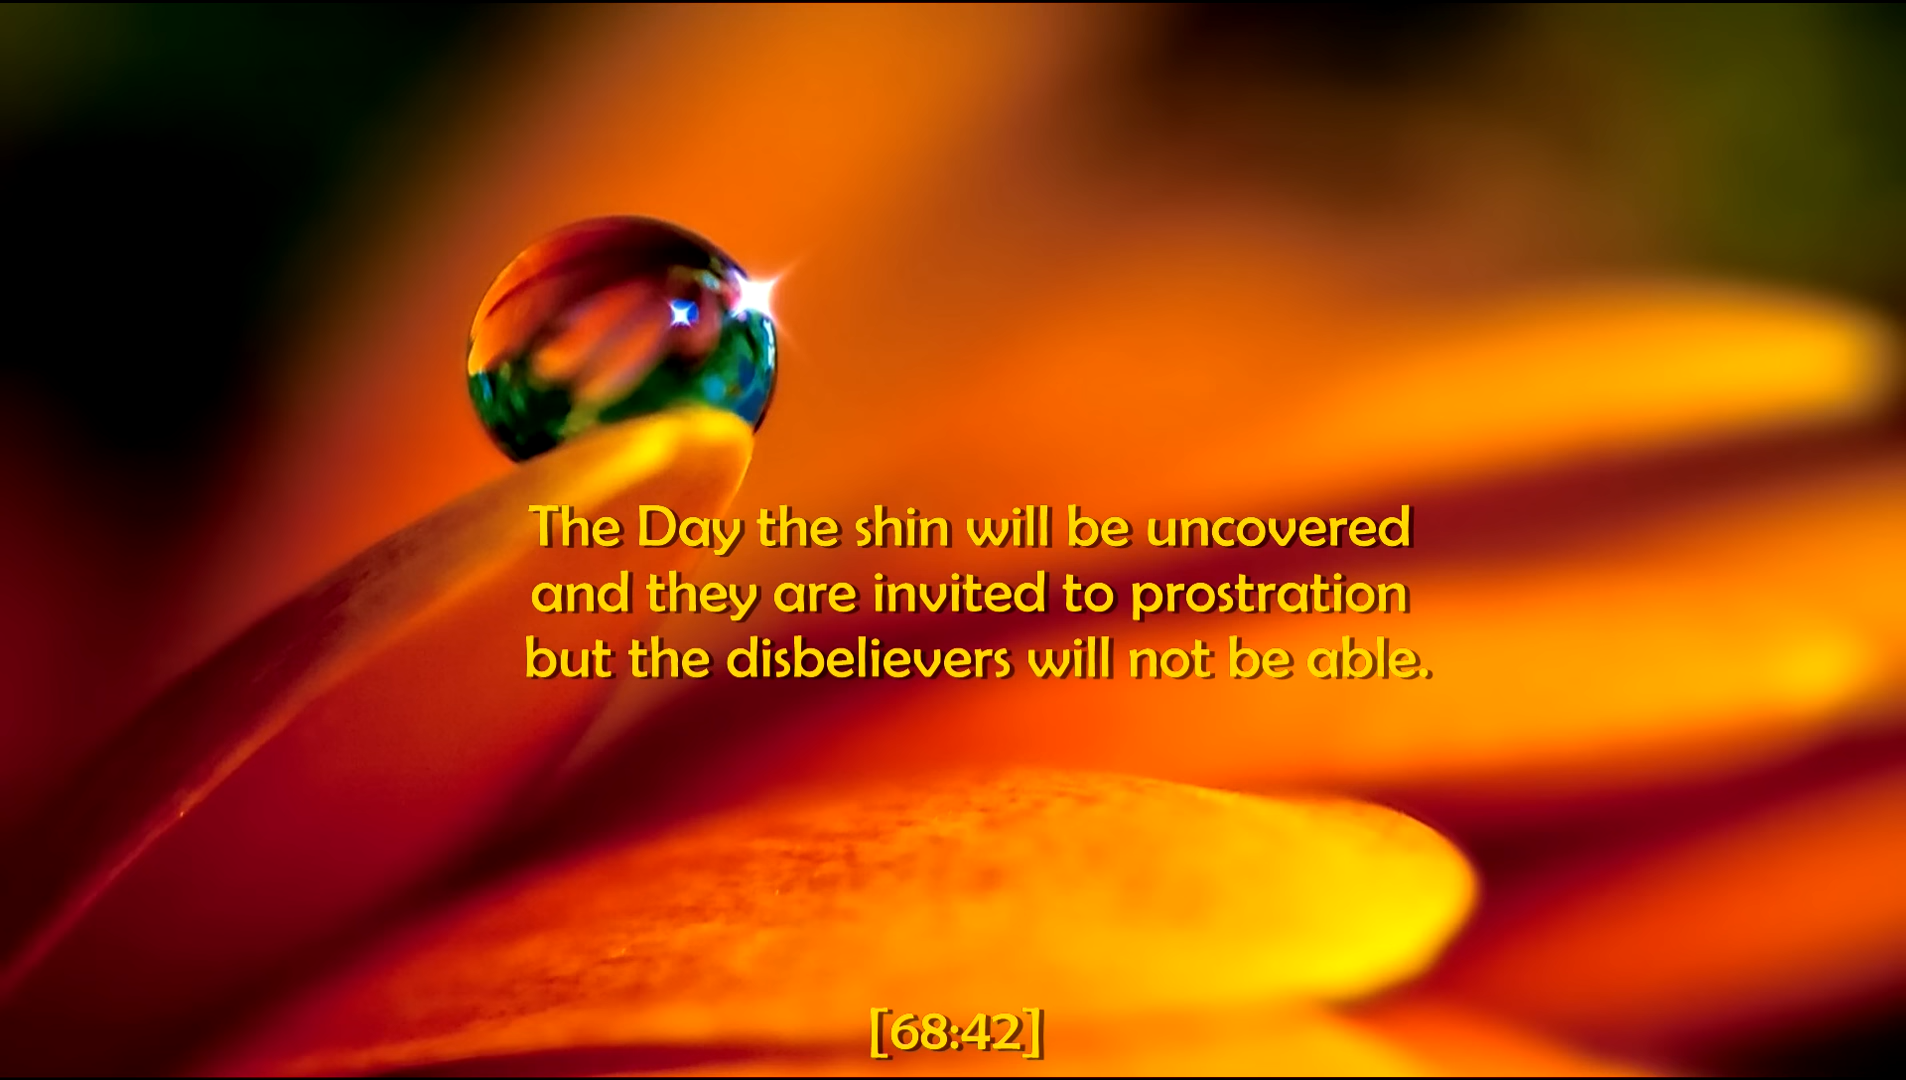 The Day the shin will be uncovered
and they are invited to prostration
but the disbelievers will not be able.
[68:42]